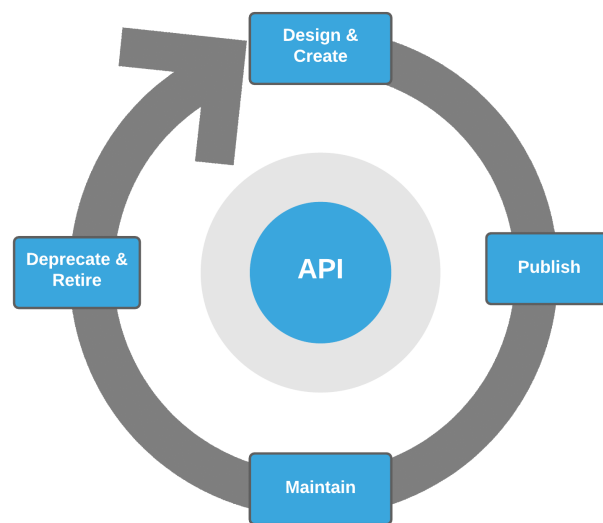 Design &
Create
Deprecate &
Retire
API
Publish
Maintain